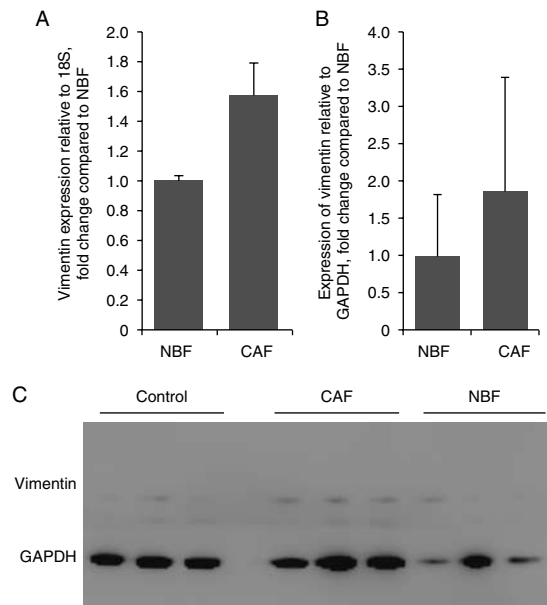 A
Vimentin expression relative to 18S,
fold change compared to NBF
2.0
1.8
1.6
1.4
1.2
1.0
0.8
0.6
0.4
0.2
0
NBF CAF
B
Expression of vimentin relative to
GAPDH, fold change compared to NBF
4.0
3.5
3.0
2.5
2.0
1.5
1.0
0.5
0
NBF CAF
C
Control CAF NBF
Vimentin
GAPDH